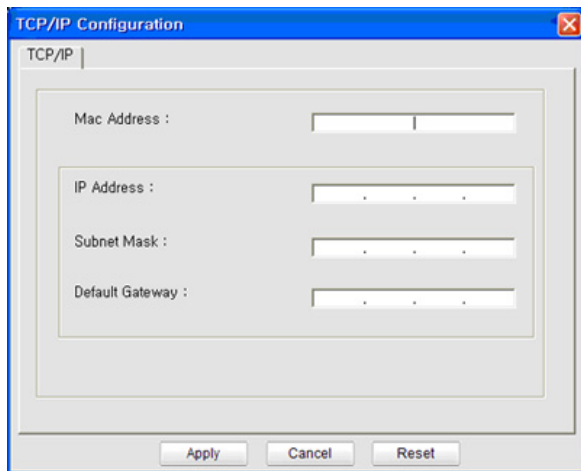 TCP/IP Configuration
TCP/IP
Mac Address :
IP Address :
. . .
Subnet Mask :
. . .
Default Gateway :
. . .
Apply Cancel Reset